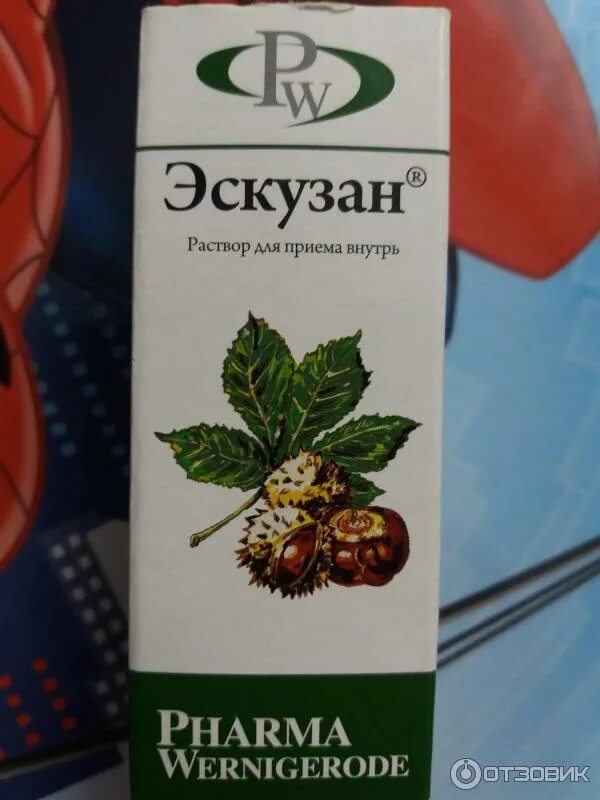 PW
Эскузан®
Раствор для приема внутрь
PHARMA
WERNIGERODE
ОТЗОВИК